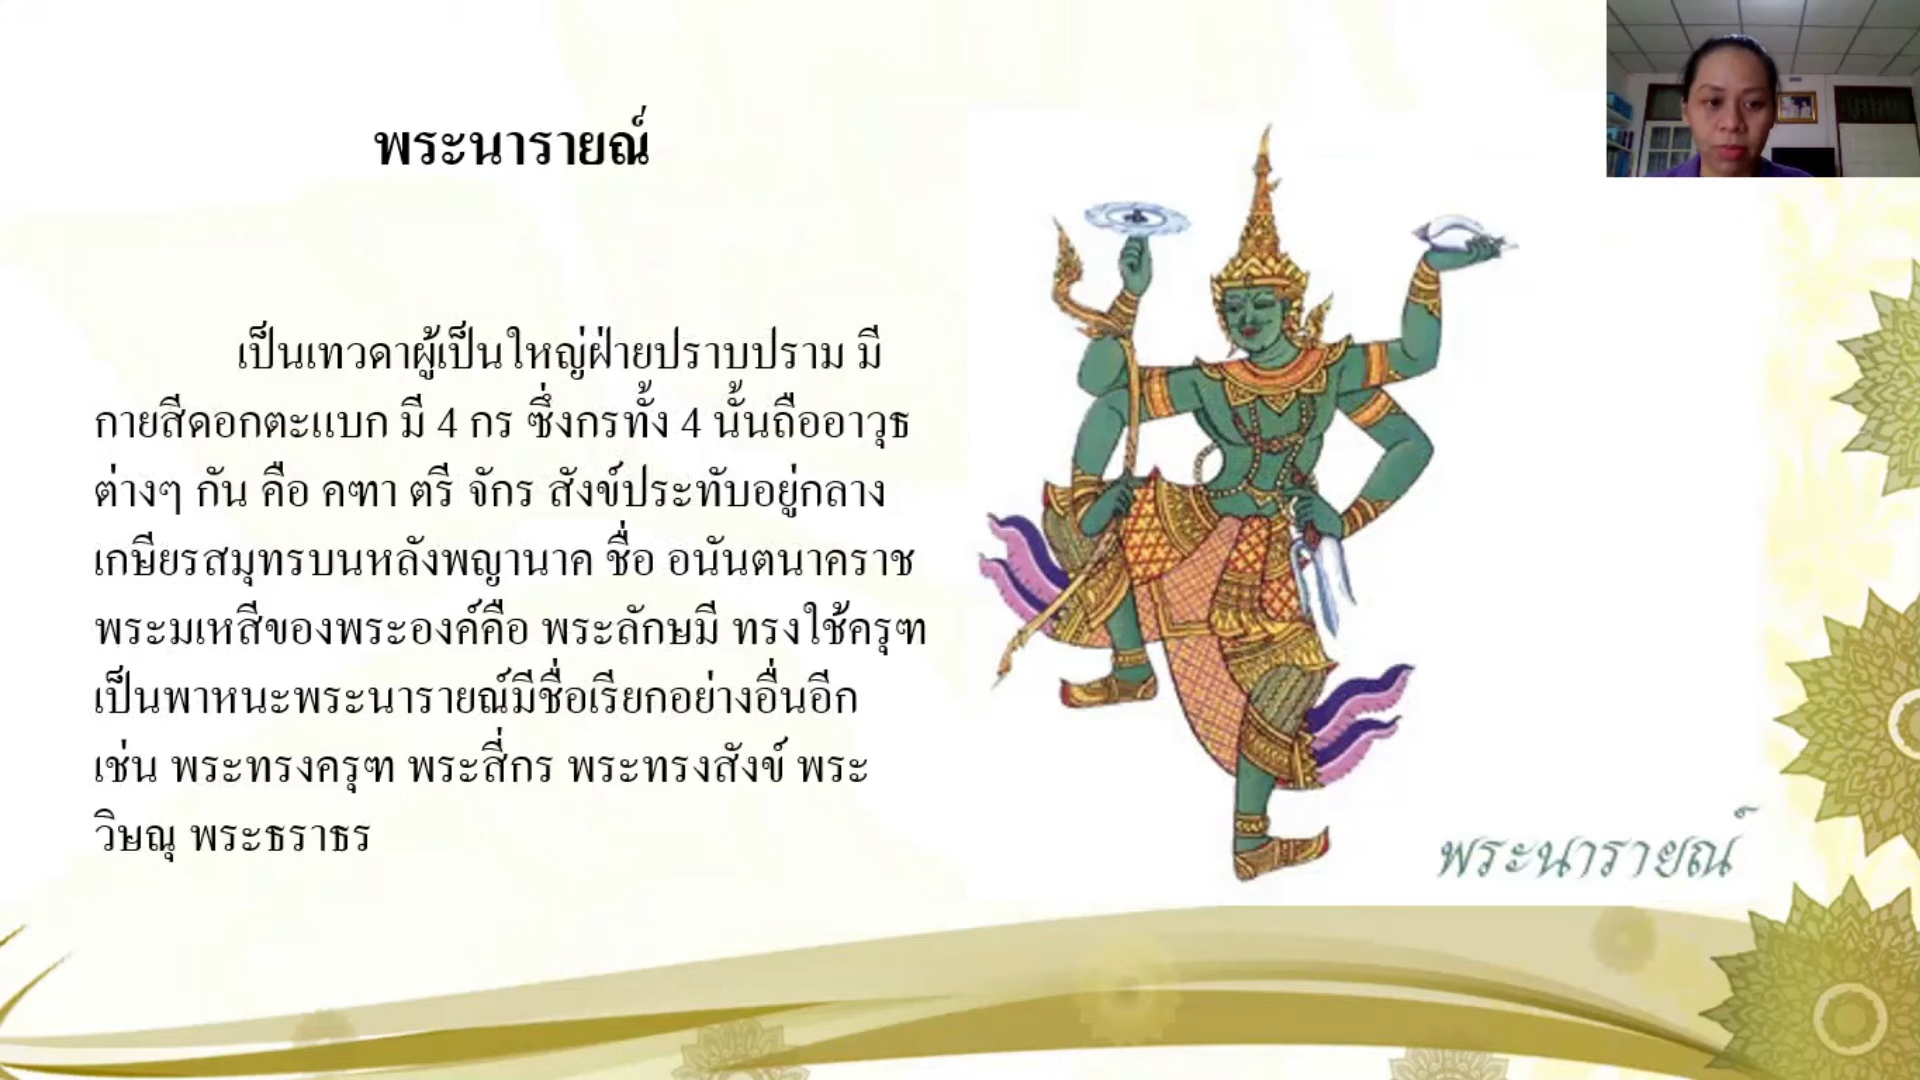 พระนารายณ์
เป็นเทวดาผู้เป็นใหญ่ฝ่ายปราบปราม มี
กายสีดอกตะแบก มี 4 กร ซึ่งกรทั้ง 4 นั้นถืออาวุธ
ต่างๆ กัน คือ คฑา ตรี จักร สังข์ประทับอยู่กลาง
เกษียรสมุทรบนหลังพญานาค ชื่อ อนันตนาคราช
พระมเหสีของพระองค์คือ พระลักษมี ทรงใช้ครุฑ
เป็นพาหนะพระนารายณ์มีชื่อเรียกอย่างอื่นอีก
เช่น พระทรงครุฑ พระสี่กร พระทรงสังข์ พระ
วิษณุ พระธราธร
พระนารายณ์